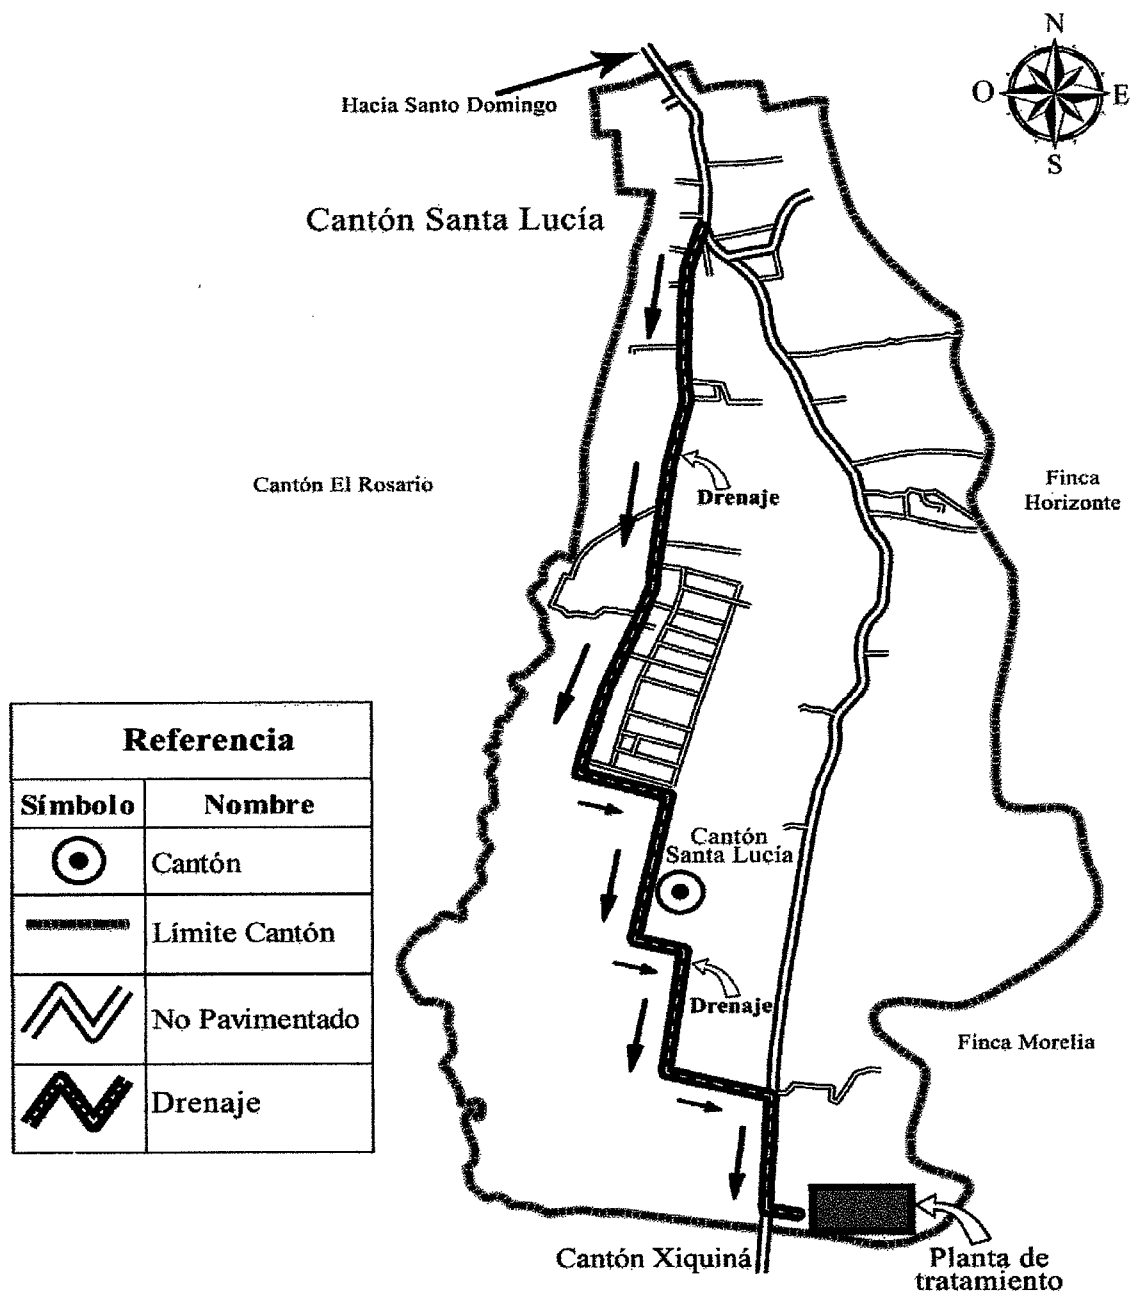 N
O
E
S
Hacia Santo Domingo
Cantón Santa Lucía
Cantón El Rosario
Drenaje
Finca
Horizonte
Referencia
Símbolo Nombre
Cantón
Límite Cantón
No Pavimentado
Drenaje
Cantón
Santa Lucía
Drenaje
Finca Morelia
Cantón Xiquiná
Planta de
tratamiento